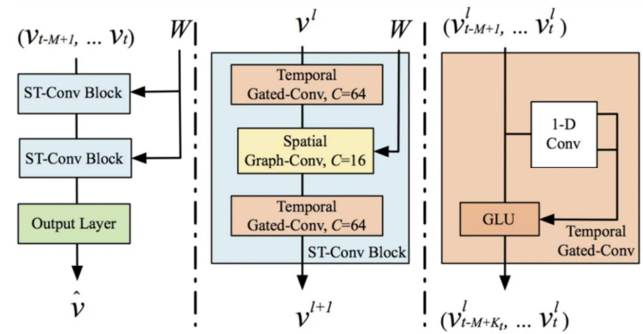 (v_{t-M+1}, ... v_t)
W
ST-Conv Block
ST-Conv Block
Output Layer
v̂
v^l
W
Temporal
Gated-Conv, C=64
Spatial
Graph-Conv, C=16
Temporal
Gated-Conv, C=64
ST-Conv Block
v^{l+1}
(v^l_{t-M+1}, ... v^l_t)
1-D
Conv
GLU
Temporal
Gated-Conv
(v^l_{t-M+K_t}, ... v^l_t)